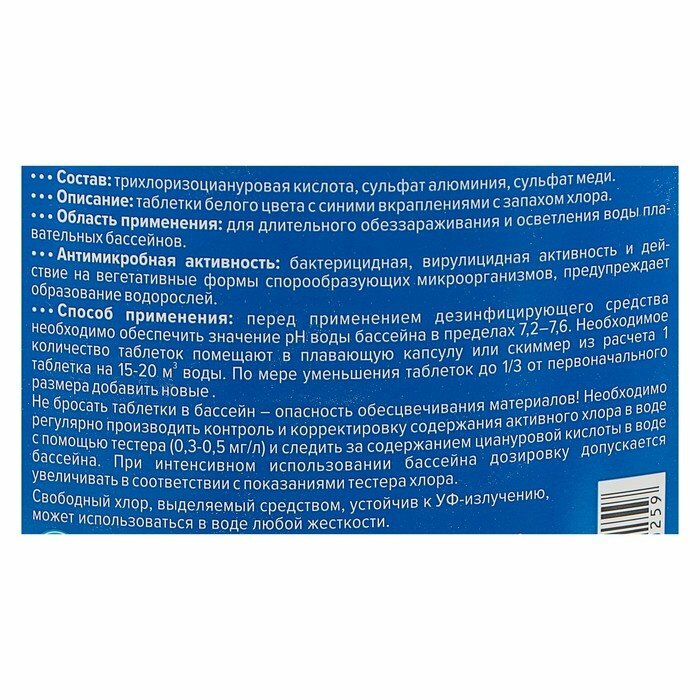 ••• Состав: трихлоризоциануровая кислота, сульфат алюминия, сульфат меди.
••• Описание: таблетки белого цвета с синими вкраплениями с запахом хлора.
••• Область применения: для длительного обеззараживания и осветления воды пла-
вательных бассейнов.
••• Антимикробная активность: бактерицидная, вирулицидная активность и дей-
ствие на вегетативные формы спорообразующих микроорганизмов, предупреждает
образование водорослей.
••• Способ применения: перед применением дезинфицирующего средства
необходимо обеспечить значение pH воды бассейна в пределах 7,2–7,6. Необходимое
количество таблеток помещают в плавающую капсулу или скиммер из расчета 1
таблетка на 15-20 м³ воды. По мере уменьшения таблеток до 1/3 от первоначального
размера добавить новые .
Не бросать таблетки в бассейн – опасность обесцвечивания материалов! Необходимо
регулярно производить контроль и корректировку содержания активного хлора в воде
с помощью тестера (0,3-0,5 мг/л) и следить за содержанием циануровой кислоты в воде
бассейна. При интенсивном использовании бассейна дозировку допускается
увеличивать в соответствии с показаниями тестера хлора.
Свободный хлор, выделяемый средством, устойчив к УФ-излучению,
может использоваться в воде любой жесткости.